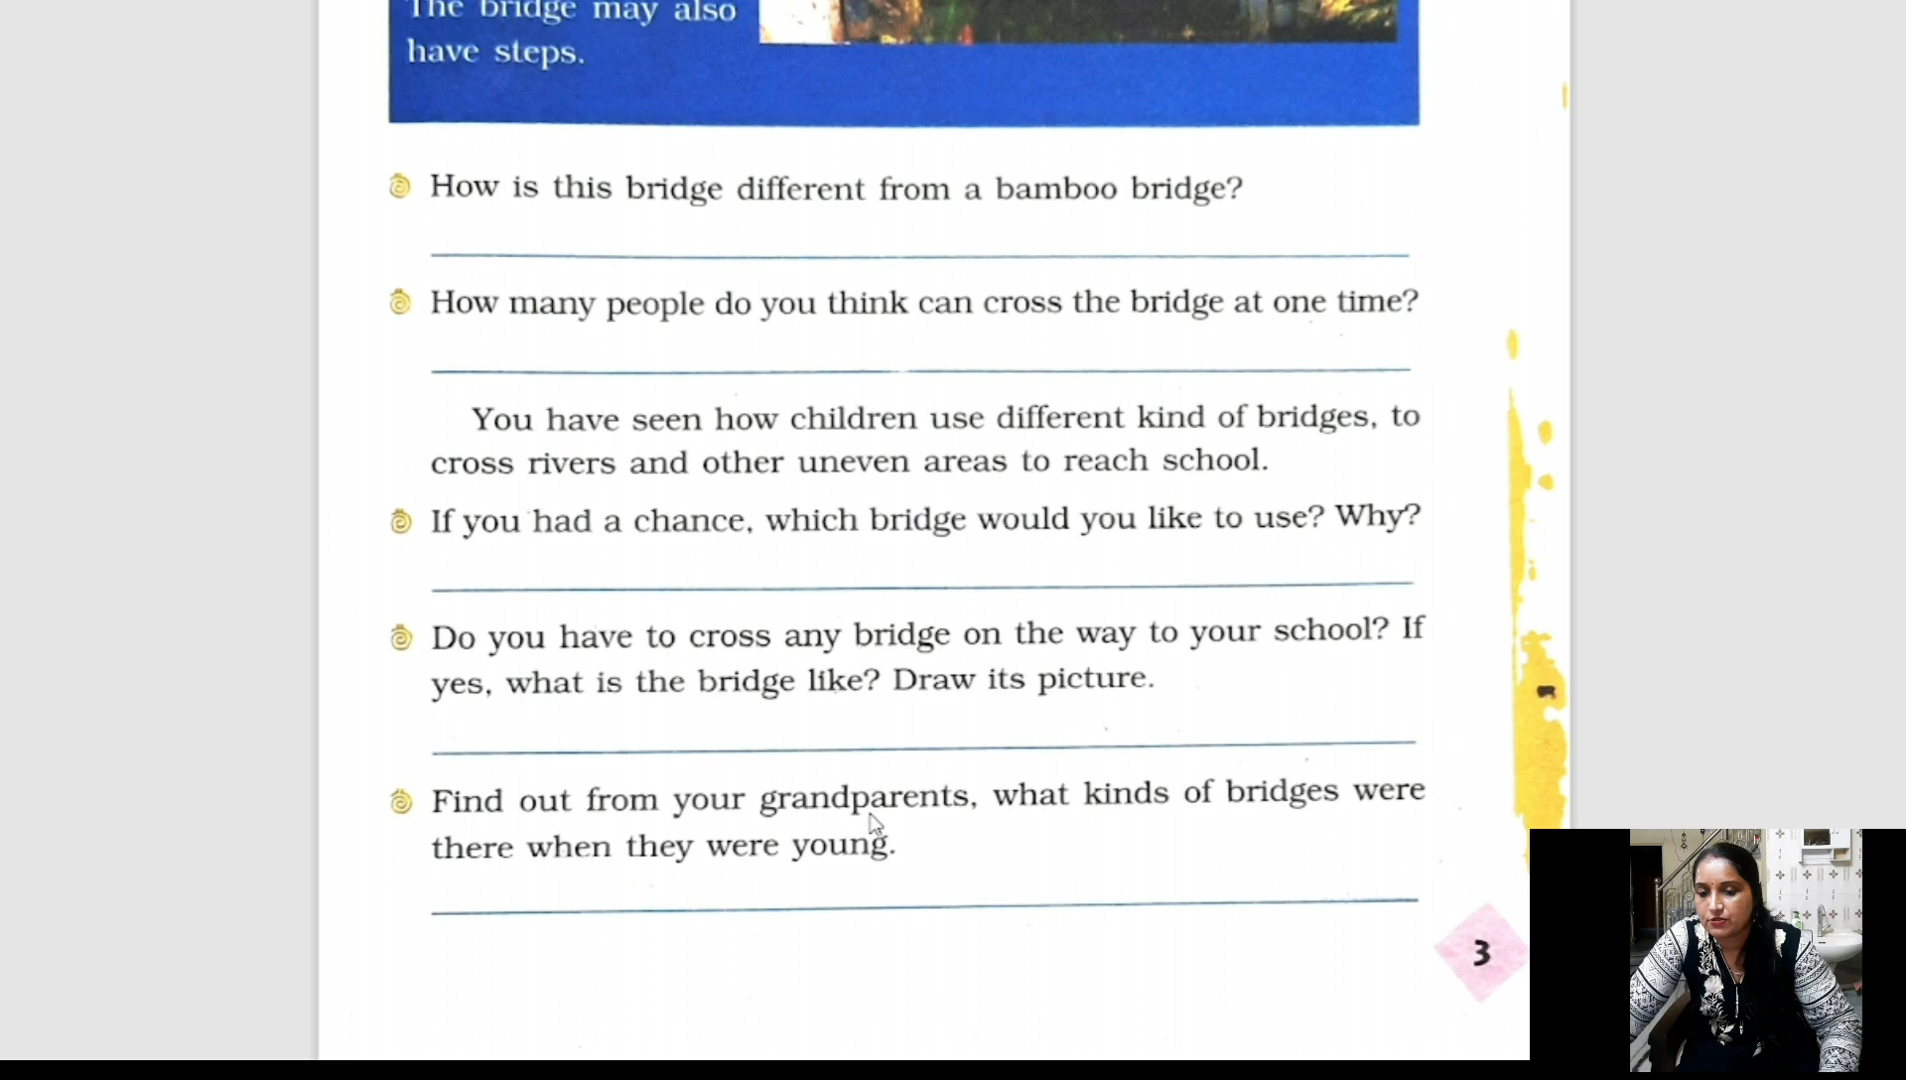 The bridge may also
have steps.
How is this bridge different from a bamboo bridge?
How many people do you think can cross the bridge at one time?
You have seen how children use different kind of bridges, to
cross rivers and other uneven areas to reach school.
If you had a chance, which bridge would you like to use? Why?
Do you have to cross any bridge on the way to your school? If
yes, what is the bridge like? Draw its picture.
Find out from your grandparents, what kinds of bridges were
there when they were young.
3